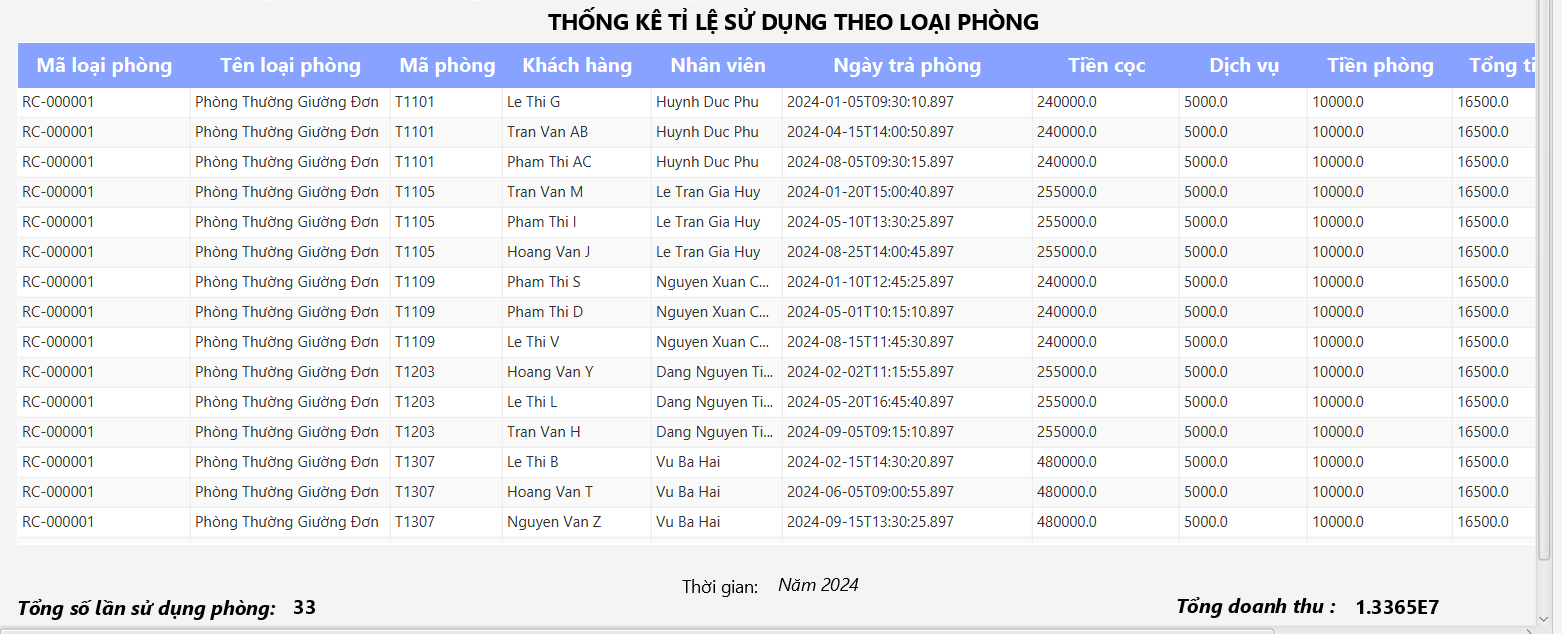 THỐNG KÊ TỈ LỆ SỬ DỤNG THEO LOẠI PHÒNG
Mã loại phòng Tên loại phòng Mã phòng Khách hàng Nhân viên Ngày trả phòng Tiền cọc Dịch vụ Tiền phòng Tổng ti
RC-000001 Phòng Thường Giường Đơn T1101 Le Thi G Huynh Duc Phu 2024-01-05T09:30:10.897 240000.0 5000.0 10000.0 16500.0
RC-000001 Phòng Thường Giường Đơn T1101 Tran Van AB Huynh Duc Phu 2024-04-15T14:00:50.897 240000.0 5000.0 10000.0 16500.0
RC-000001 Phòng Thường Giường Đơn T1101 Pham Thi AC Huynh Duc Phu 2024-08-05T09:30:15.897 240000.0 5000.0 10000.0 16500.0
RC-000001 Phòng Thường Giường Đơn T1105 Tran Van M Le Tran Gia Huy 2024-01-20T15:00:40.897 255000.0 5000.0 10000.0 16500.0
RC-000001 Phòng Thường Giường Đơn T1105 Pham Thi I Le Tran Gia Huy 2024-05-10T13:30:25.897 255000.0 5000.0 10000.0 16500.0
RC-000001 Phòng Thường Giường Đơn T1105 Hoang Van J Le Tran Gia Huy 2024-08-25T14:00:45.897 255000.0 5000.0 10000.0 16500.0
RC-000001 Phòng Thường Giường Đơn T1109 Pham Thi S Nguyen Xuan C... 2024-01-10T12:45:25.897 240000.0 5000.0 10000.0 16500.0
RC-000001 Phòng Thường Giường Đơn T1109 Pham Thi D Nguyen Xuan C... 2024-05-01T10:15:10.897 240000.0 5000.0 10000.0 16500.0
RC-000001 Phòng Thường Giường Đơn T1109 Le Thi V Nguyen Xuan C... 2024-08-15T11:45:30.897 240000.0 5000.0 10000.0 16500.0
RC-000001 Phòng Thường Giường Đơn T1203 Hoang Van Y Dang Nguyen Ti... 2024-02-02T11:15:55.897 255000.0 5000.0 10000.0 16500.0
RC-000001 Phòng Thường Giường Đơn T1203 Le Thi L Dang Nguyen Ti... 2024-05-20T16:45:40.897 255000.0 5000.0 10000.0 16500.0
RC-000001 Phòng Thường Giường Đơn T1203 Tran Van H Dang Nguyen Ti... 2024-09-05T09:15:10.897 255000.0 5000.0 10000.0 16500.0
RC-000001 Phòng Thường Giường Đơn T1307 Le Thi B Vu Ba Hai 2024-02-15T14:30:20.897 480000.0 5000.0 10000.0 16500.0
RC-000001 Phòng Thường Giường Đơn T1307 Hoang Van T Vu Ba Hai 2024-06-05T09:00:55.897 480000.0 5000.0 10000.0 16500.0
RC-000001 Phòng Thường Giường Đơn T1307 Nguyen Van Z Vu Ba Hai 2024-09-15T13:30:25.897 480000.0 5000.0 10000.0 16500.0
Thời gian: Năm 2024
Tổng số lần sử dụng phòng: 33 Tổng doanh thu : 1.3365E7